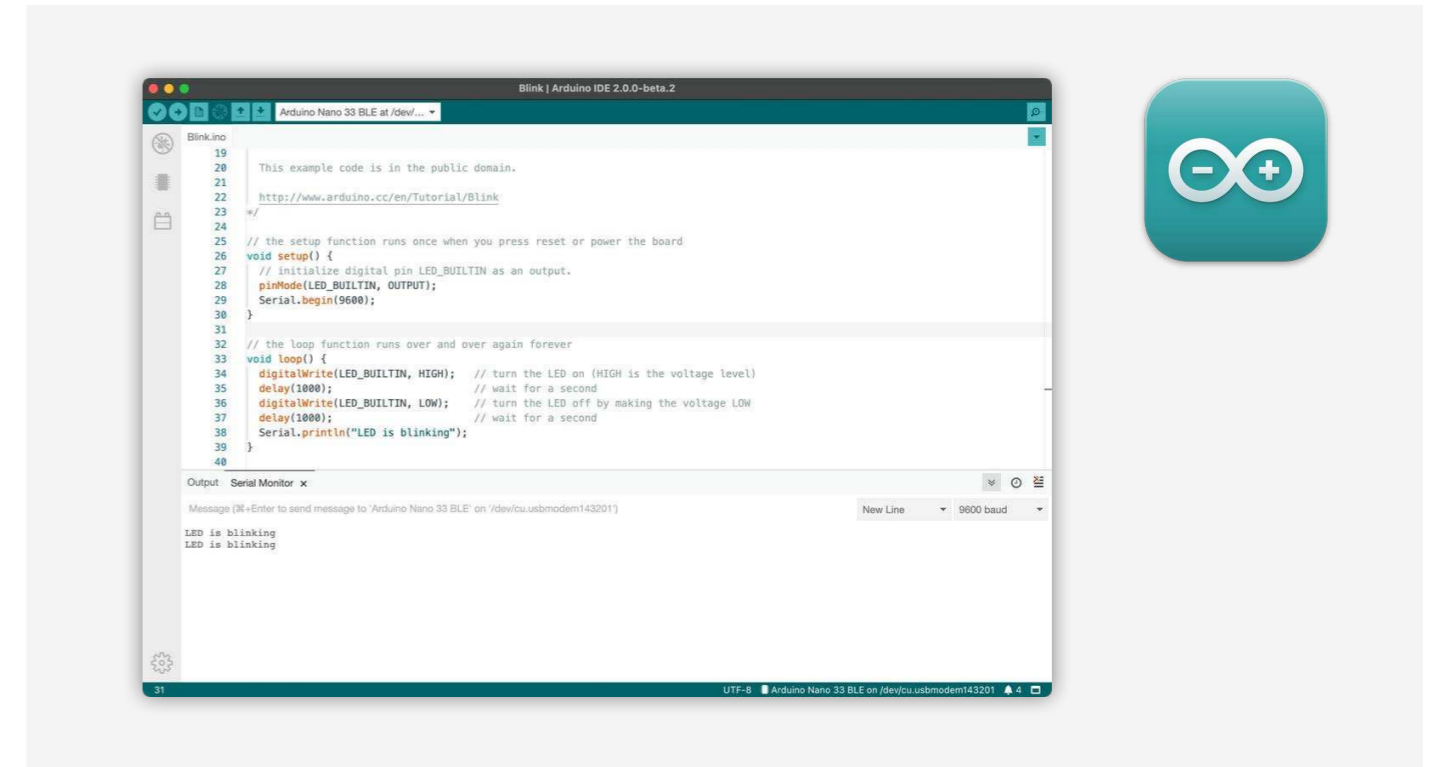 Blink | Arduino IDE 2.0.0-beta.2
Arduino Nano 33 BLE at /dev/...
Blink.ino
19
20 This example code is in the public domain.
21
22 http://www.arduino.cc/en/Tutorial/Blink
23 */
24
25 // the setup function runs once when you press reset or power the board
26 void setup() {
27 // initialize digital pin LED_BUILTIN as an output.
28 pinMode(LED_BUILTIN, OUTPUT);
29 Serial.begin(9600);
30 }
31
32 // the loop function runs over and over again forever
33 void loop() {
34 digitalWrite(LED_BUILTIN, HIGH); // turn the LED on (HIGH is the voltage level)
35 delay(1000); // wait for a second
36 digitalWrite(LED_BUILTIN, LOW); // turn the LED off by making the voltage LOW
37 delay(1000); // wait for a second
38 Serial.println("LED is blinking");
39 }
40
Output Serial Monitor x
Message (⌘+Enter to send message to 'Arduino Nano 33 BLE' on '/dev/cu.usbmodem143201')
New Line 9600 baud
LED is blinking
LED is blinking
31 UTF-8 Arduino Nano 33 BLE on /dev/cu.usbmodem143201 4